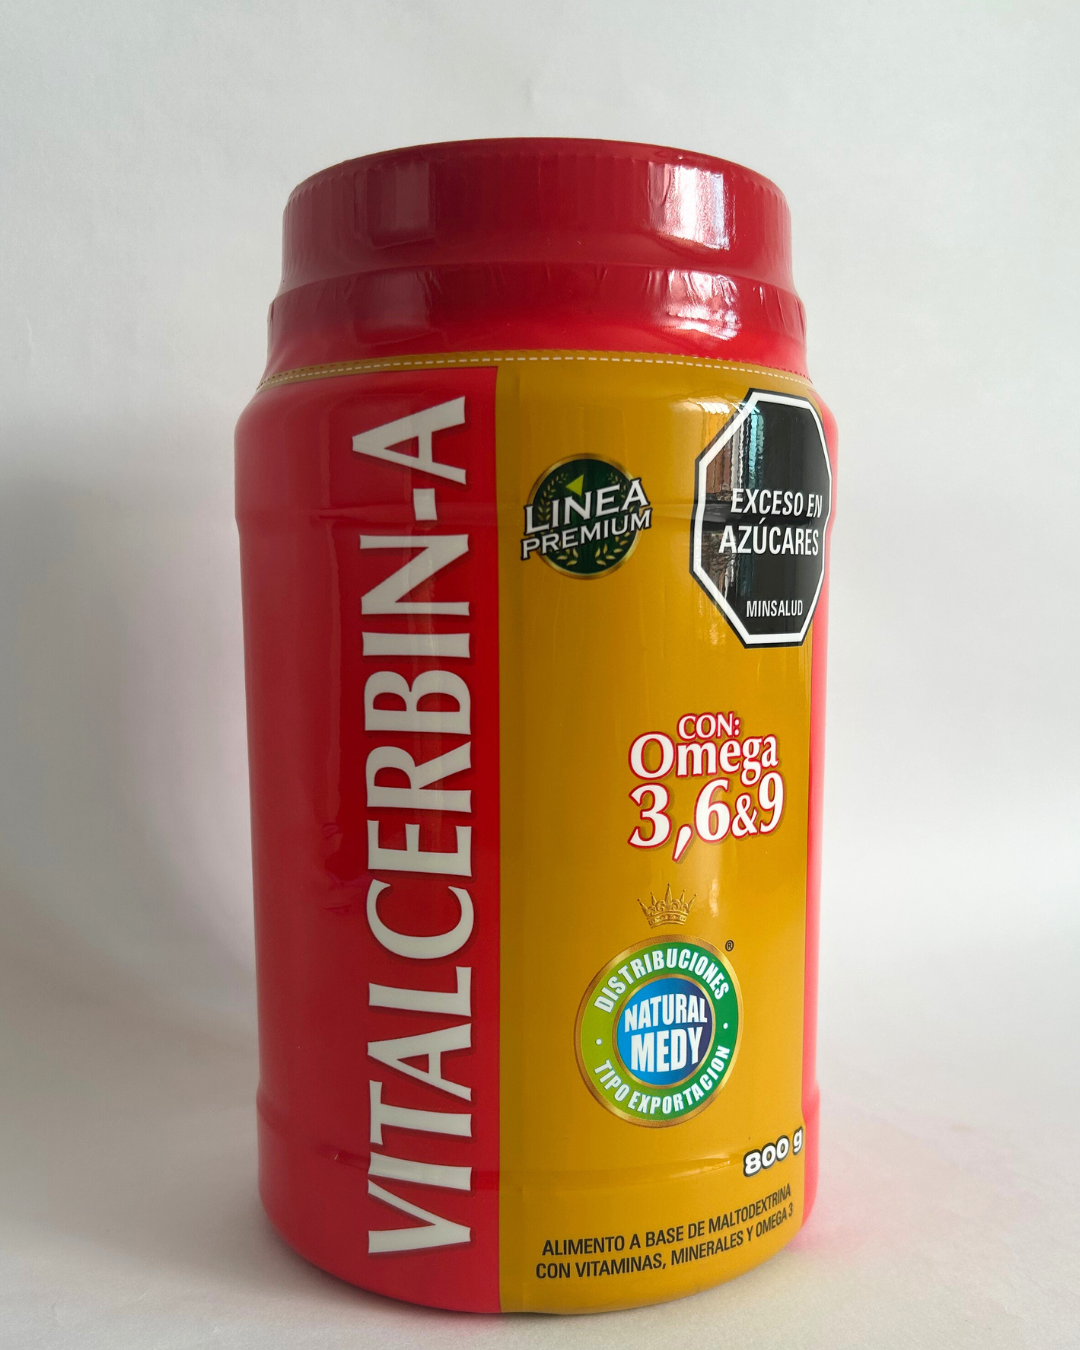 VITALCERBIN-A
LINEA
PREMIUM
EXCESO EN
AZÚCARES
MINSALUD
CON:
Omega
3,6&9
®
DISTRIBUCIONES
NATURAL
MEDY
TIPO EXPORTACION
800 g
ALIMENTO A BASE DE MALTODEXTRINA
CON VITAMINAS, MINERALES Y OMEGA 3